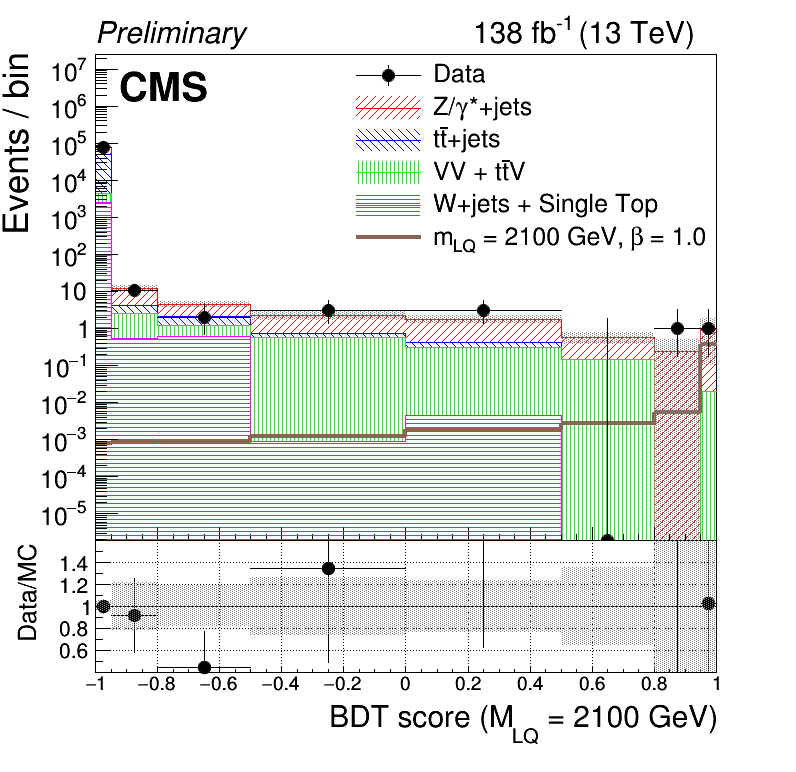 Preliminary
138 fb⁻¹ (13 TeV)
CMS
Events / bin
10⁷
10⁶
10⁵
10⁴
10³
10²
10
1
10⁻¹
10⁻²
10⁻³
10⁻⁴
10⁻⁵
Data
Z/γ*+jets
tt̄+jets
VV + tt̄V
W+jets + Single Top
m_LQ = 2100 GeV, β = 1.0
Data/MC
1.4
1.2
1
0.8
0.6
−1 −0.8 −0.6 −0.4 −0.2 0 0.2 0.4 0.6 0.8 1
BDT score (M_LQ = 2100 GeV)